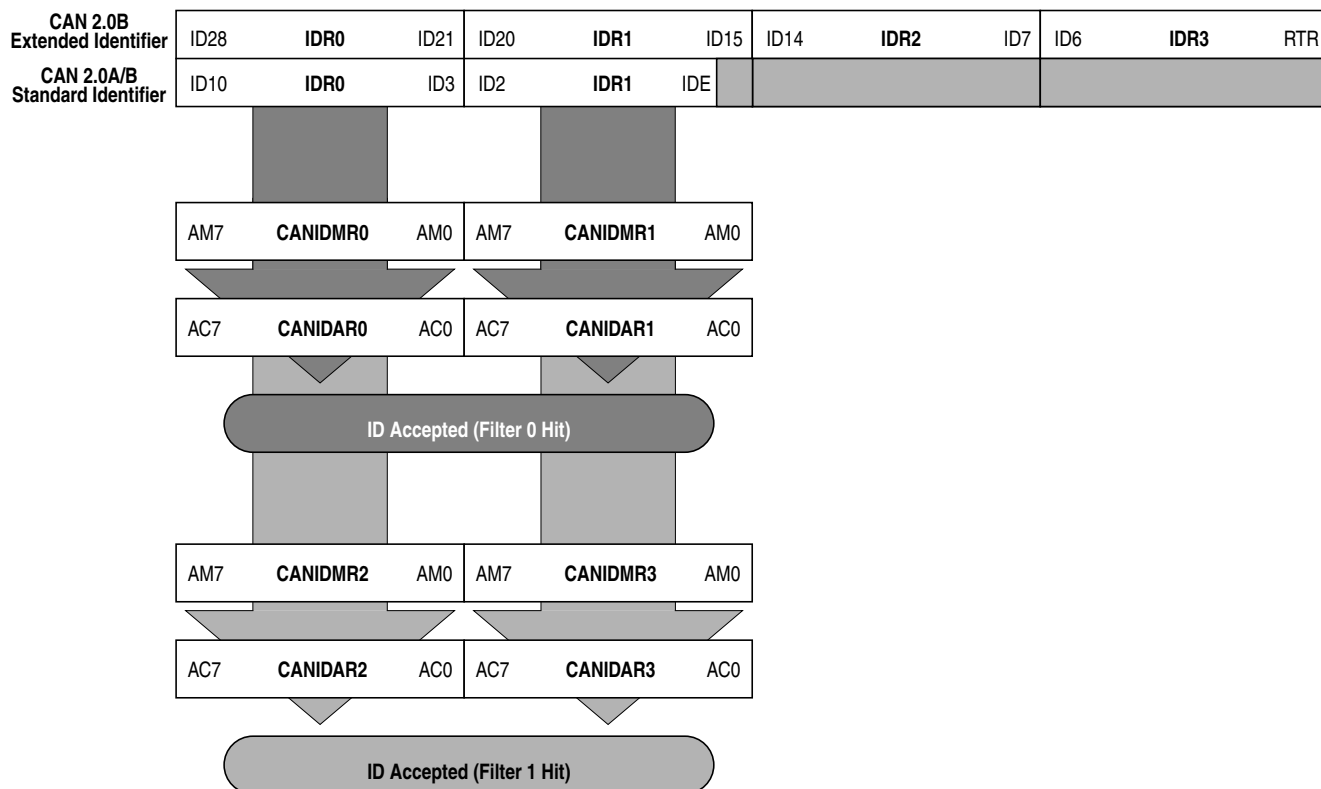 CAN 2.0B
Extended Identifier
ID28 IDR0 ID21 ID20 IDR1 ID15 ID14 IDR2 ID7 ID6 IDR3 RTR
CAN 2.0A/B
Standard Identifier
ID10 IDR0 ID3 ID2 IDR1 IDE
AM7 CANIDMR0 AM0 AM7 CANIDMR1 AM0
AC7 CANIDAR0 AC0 AC7 CANIDAR1 AC0
ID Accepted (Filter 0 Hit)
AM7 CANIDMR2 AM0 AM7 CANIDMR3 AM0
AC7 CANIDAR2 AC0 AC7 CANIDAR3 AC0
ID Accepted (Filter 1 Hit)